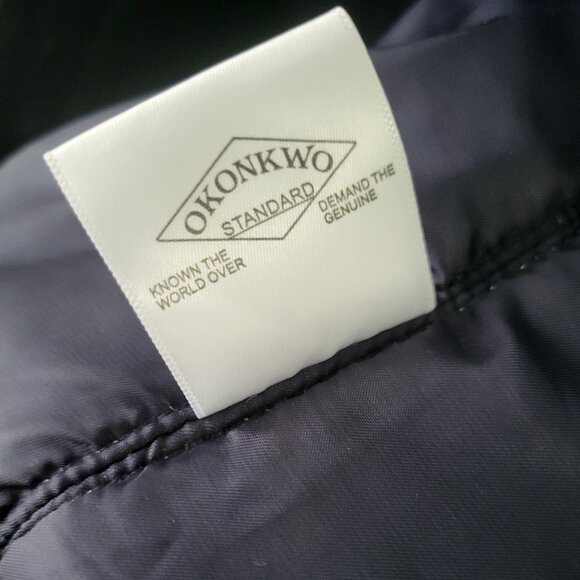 OKONKWO
STANDARD
KNOWN THE
WORLD OVER
DEMAND THE
GENUINE